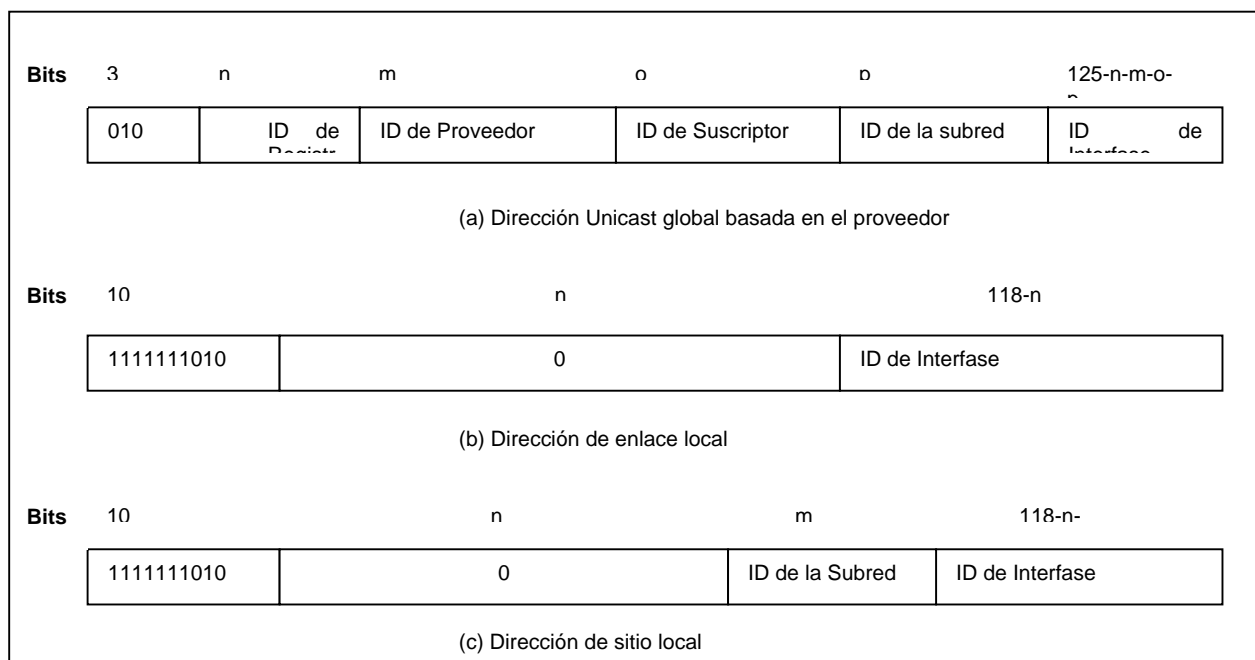 Bits 3 n m o p 125-n-m-o-
010 ID de ID de Proveedor ID de Suscriptor ID de la subred ID de
(a) Dirección Unicast global basada en el proveedor
Bits 10 n 118-n
1111111010 0 ID de Interfase
(b) Dirección de enlace local
Bits 10 n m 118-n-
1111111010 0 ID de la Subred ID de Interfase
(c) Dirección de sitio local